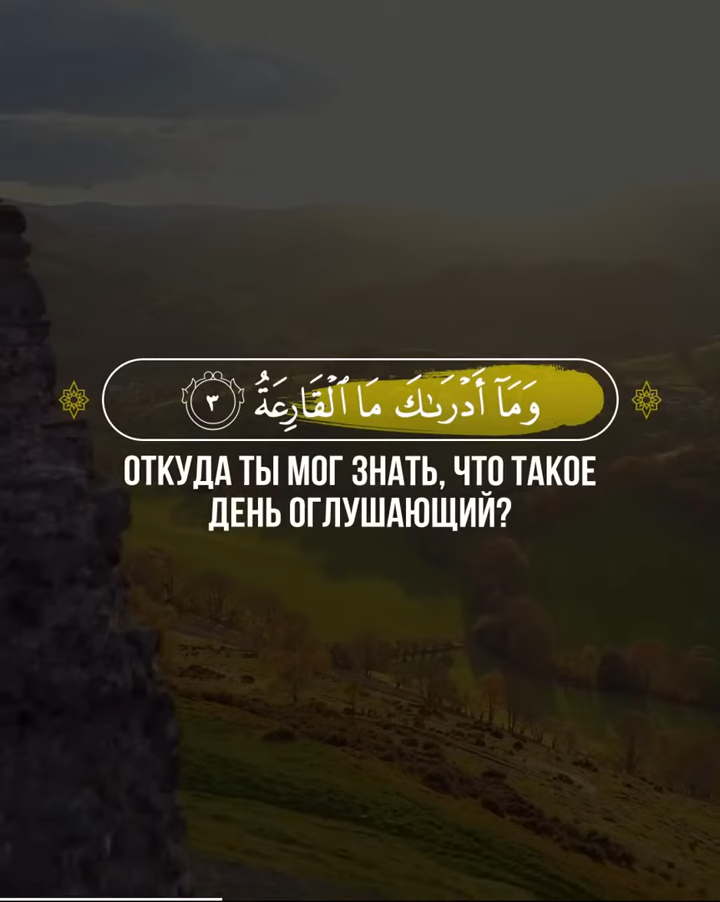 وَمَآ أَدْرَىٰكَ مَا ٱلْقَارِعَةُ ٣
ОТКУДА ТЫ МОГ ЗНАТЬ, ЧТО ТАКОЕ
ДЕНЬ ОГЛУШАЮЩИЙ?